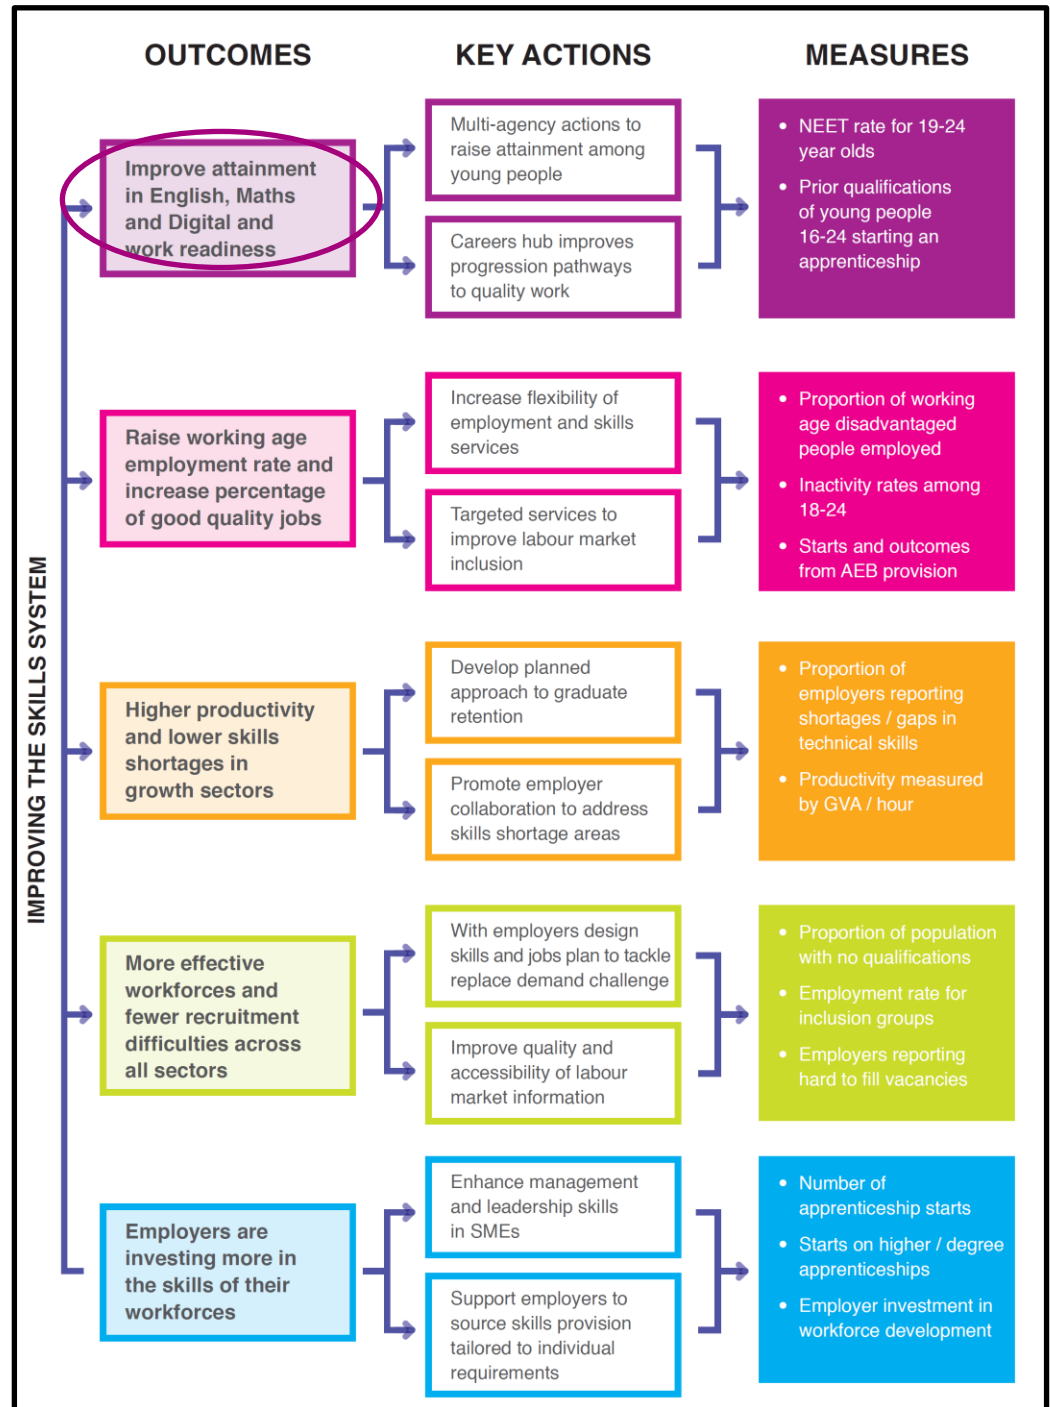 OUTCOMES
KEY ACTIONS
MEASURES
IMPROVING THE SKILLS SYSTEM
Improve attainment
in English, Maths
and Digital and
work readiness
Multi-agency actions to
raise attainment among
young people
Careers hub improves
progression pathways
to quality work
• NEET rate for 19-24
year olds
• Prior qualifications
of young people
16-24 starting an
apprenticeship
Raise working age
employment rate and
increase percentage
of good quality jobs
Increase flexibility of
employment and skills
services
Targeted services to
improve labour market
inclusion
• Proportion of working
age disadvantaged
people employed
• Inactivity rates among
18-24
• Starts and outcomes
from AEB provision
Higher productivity
and lower skills
shortages in
growth sectors
Develop planned
approach to graduate
retention
Promote employer
collaboration to address
skills shortage areas
• Proportion of
employers reporting
shortages / gaps in
technical skills
• Productivity measured
by GVA / hour
More effective
workforces and
fewer recruitment
difficulties across
all sectors
With employers design
skills and jobs plan to tackle
replace demand challenge
Improve quality and
accessibility of labour
market information
• Proportion of population
with no qualifications
• Employment rate for
inclusion groups
• Employers reporting
hard to fill vacancies
Employers are
investing more in
the skills of their
workforces
Enhance management
and leadership skills
in SMEs
Support employers to
source skills provision
tailored to individual
requirements
• Number of
apprenticeship starts
• Starts on higher / degree
apprenticeships
• Employer investment in
workforce development